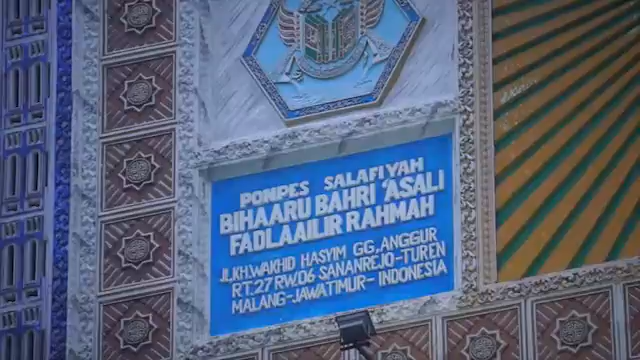 PONPES SALAFIYAH
BIHAARU BAHRI 'ASALI
FADLAAILIR RAHMAH
JL.KH.WAKHID HASYIM GG.ANGGUR
RT.27 RW.06 SANANREJO-TUREN
MALANG-JAWATIMUR-INDONESIA